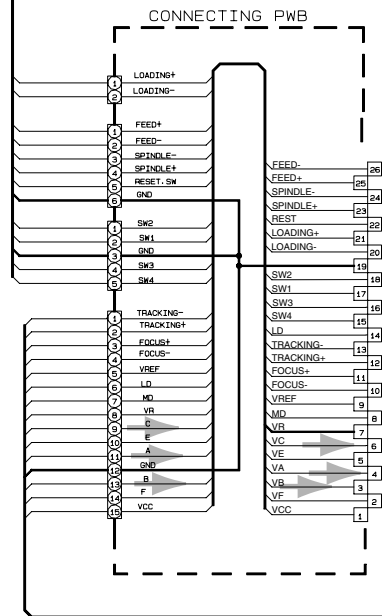 CONNECTING PWB
1 LOADING+
2 LOADING-
1 FEED+
2 FEED-
3 SPINDLE-
4 SPINDLE+
5 RESET.SW
6 GND
1 SW2
2 SW1
3 GND
4 SW3
5 SW4
1 TRACKING-
2 TRACKING+
3 FOCUS+
4 FOCUS-
5 VREF
6 LD
7 MD
8 VR
9 C
10 E
11 A
12 GND
13 B
14 F
15 VCC
FEED- 26
FEED+ 25
SPINDLE- 24
SPINDLE+ 23
REST 22
LOADING+ 21
LOADING- 20
19
SW2 18
SW1 17
SW3 16
SW4 15
LD 14
TRACKING- 13
TRACKING+ 12
FOCUS+ 11
FOCUS- 10
VREF 9
MD 8
VR 7
VC 6
VE 5
VA 4
VB 3
VF 2
VCC 1